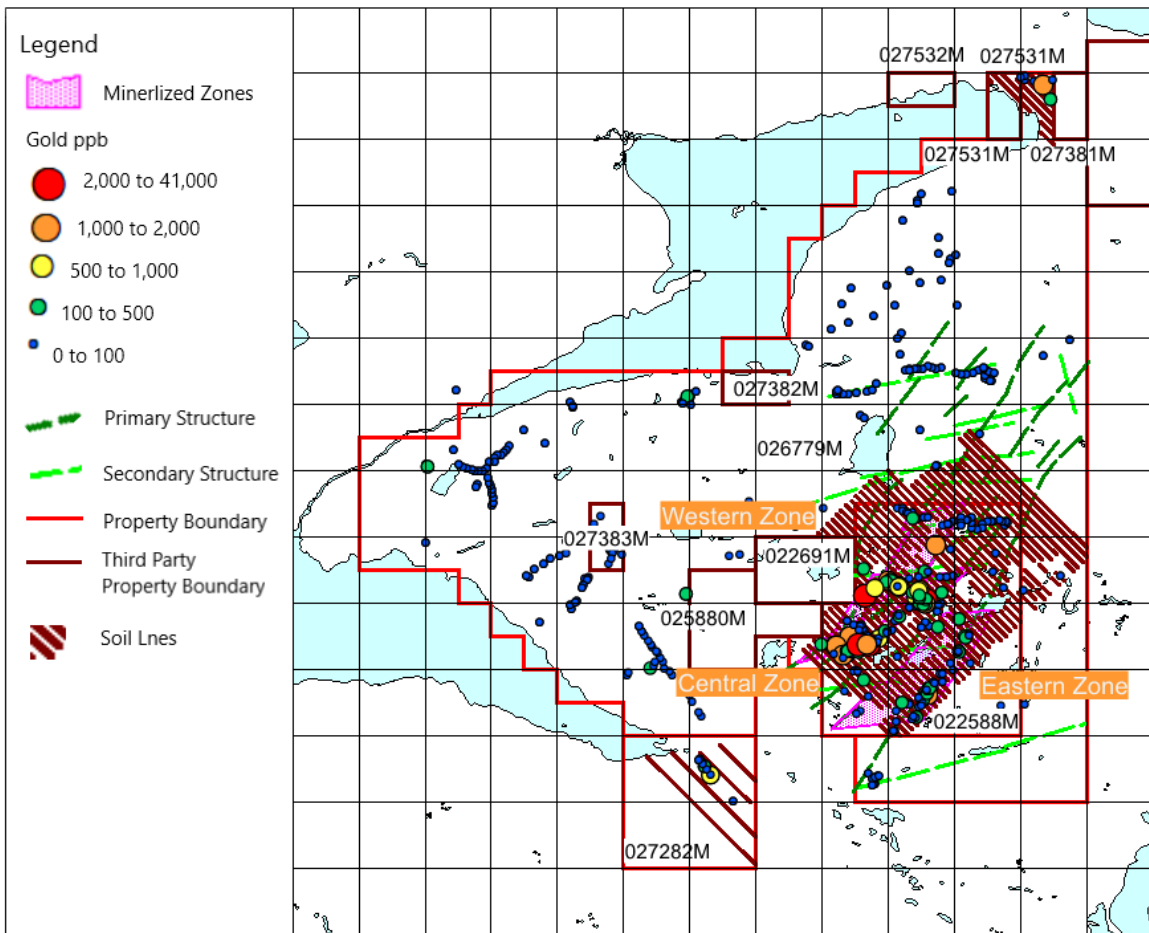 Legend
Minerlized Zones
Gold ppb
2,000 to 41,000
1,000 to 2,000
500 to 1,000
100 to 500
0 to 100
Primary Structure
Secondary Structure
Property Boundary
Third Party
Property Boundary
Soil Lnes
027532M
027531M
027531M
027381M
027382M
026779M
Western Zone
027383M
022691M
025880M
Central Zone
Eastern Zone
022588M
027282M